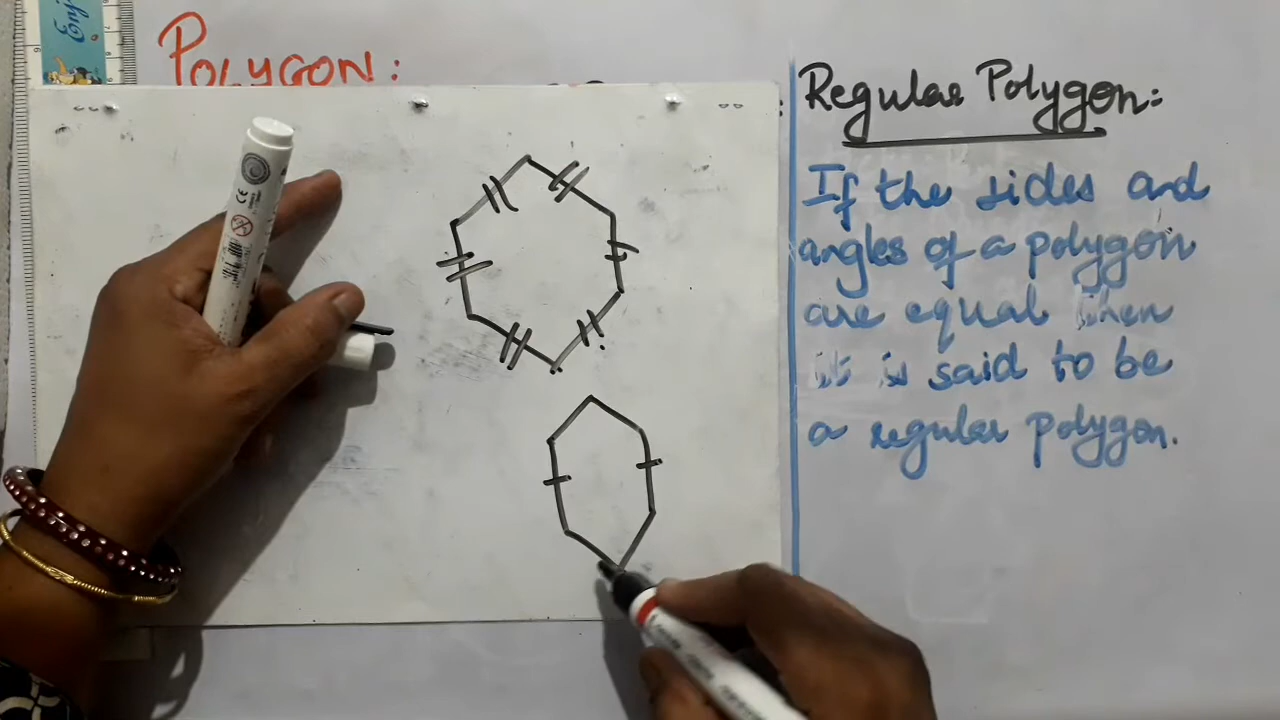 POLYGON:
Regular Polygon:
If the sides and
angles of a polygon
are equal then
it is said to be
a regular polygon.